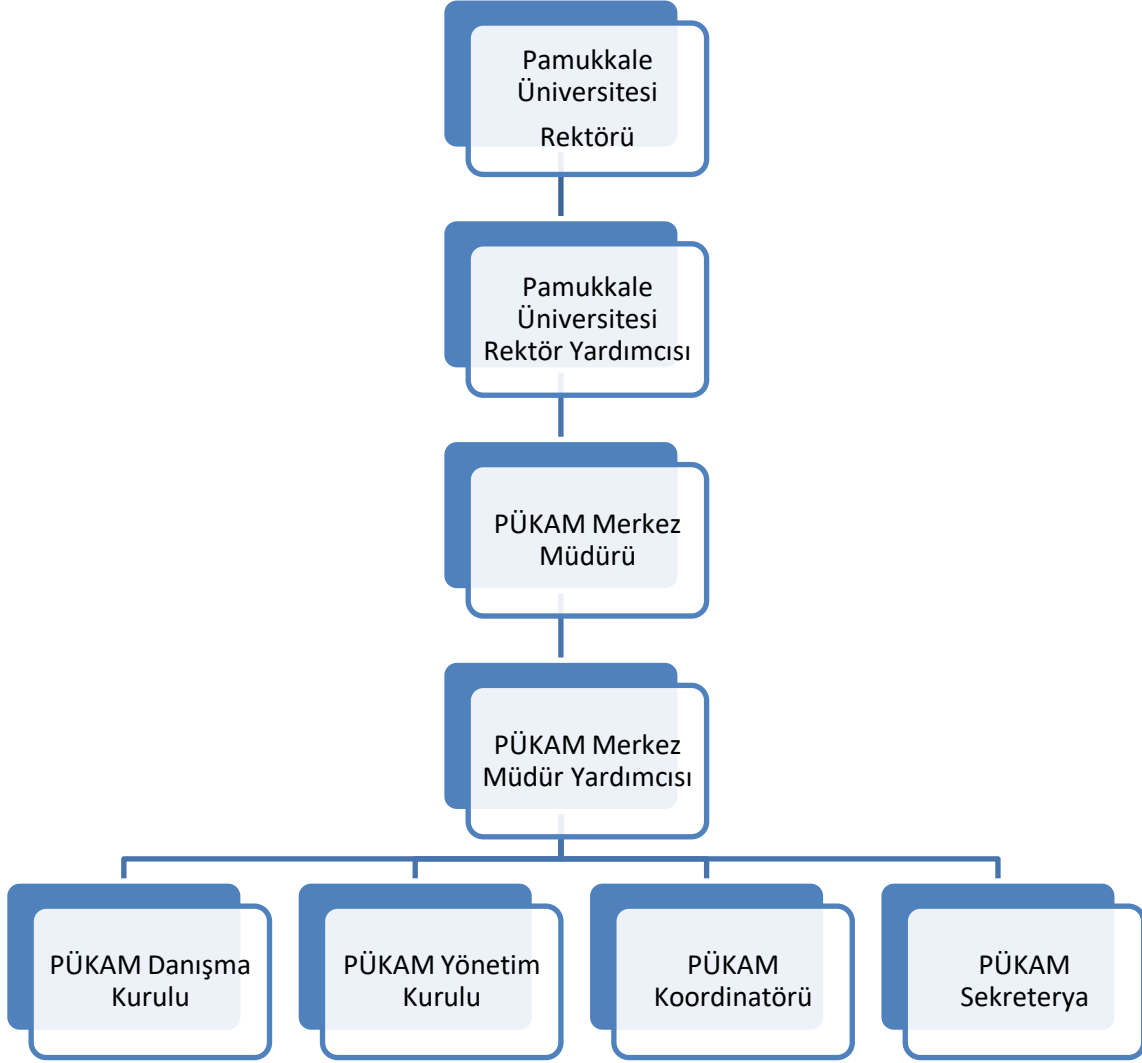 Pamukkale
Üniversitesi
Rektörü
Pamukkale
Üniversitesi
Rektör Yardımcısı
PÜKAM Merkez
Müdürü
PÜKAM Merkez
Müdür Yardımcısı
PÜKAM Danışma
Kurulu
PÜKAM Yönetim
Kurulu
PÜKAM
Koordinatörü
PÜKAM
Sekreterya